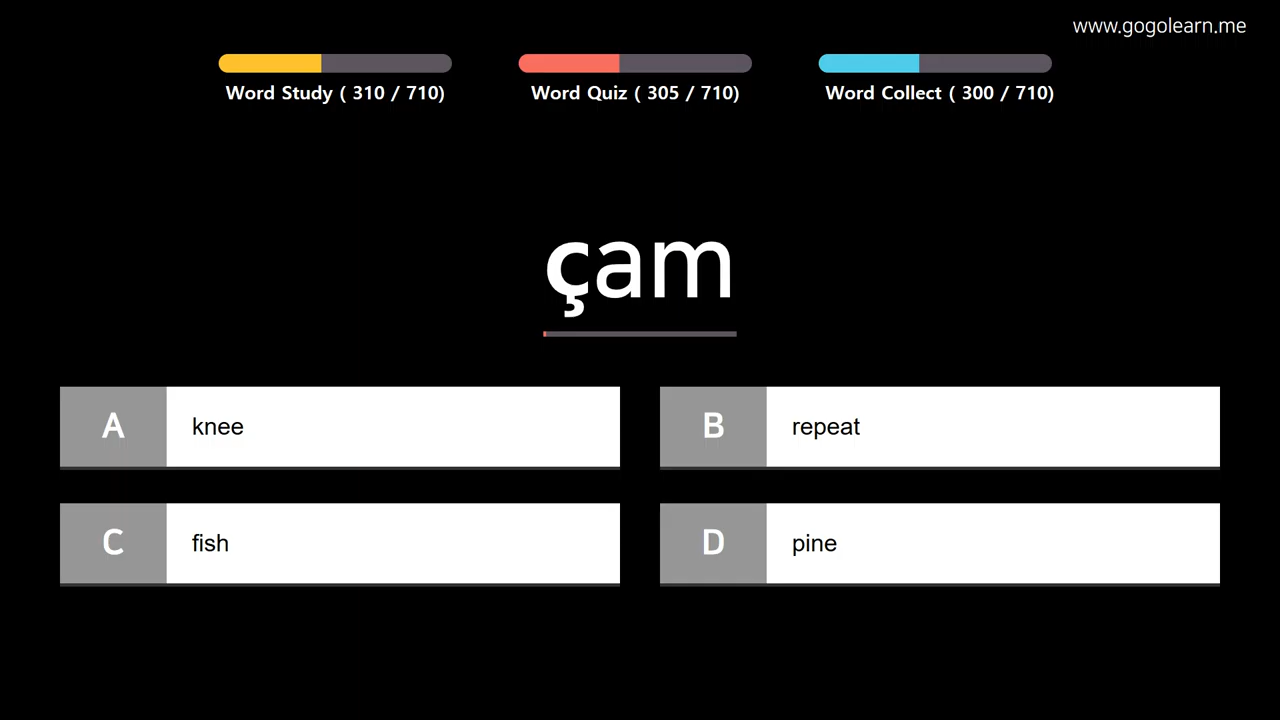 www.gogolearn.me
Word Study ( 310 / 710)
Word Quiz ( 305 / 710)
Word Collect ( 300 / 710)
çam
A knee
B repeat
C fish
D pine